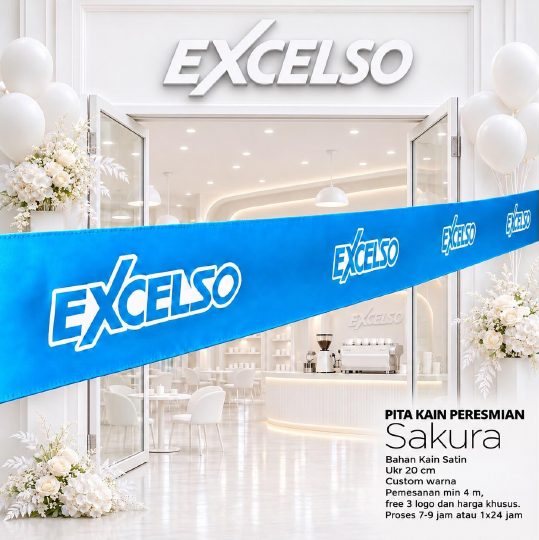 EXCELSO
EXCELSO
EXCELSO
EXCELSO
EXCELSO
EXCELSO
PITA KAIN PERESMIAN
Sakura
Bahan Kain Satin
Ukr 20 cm
Custom warna
Pemesanan min 4 m,
free 3 logo dan harga khusus.
Proses 7-9 jam atau 1x24 jam